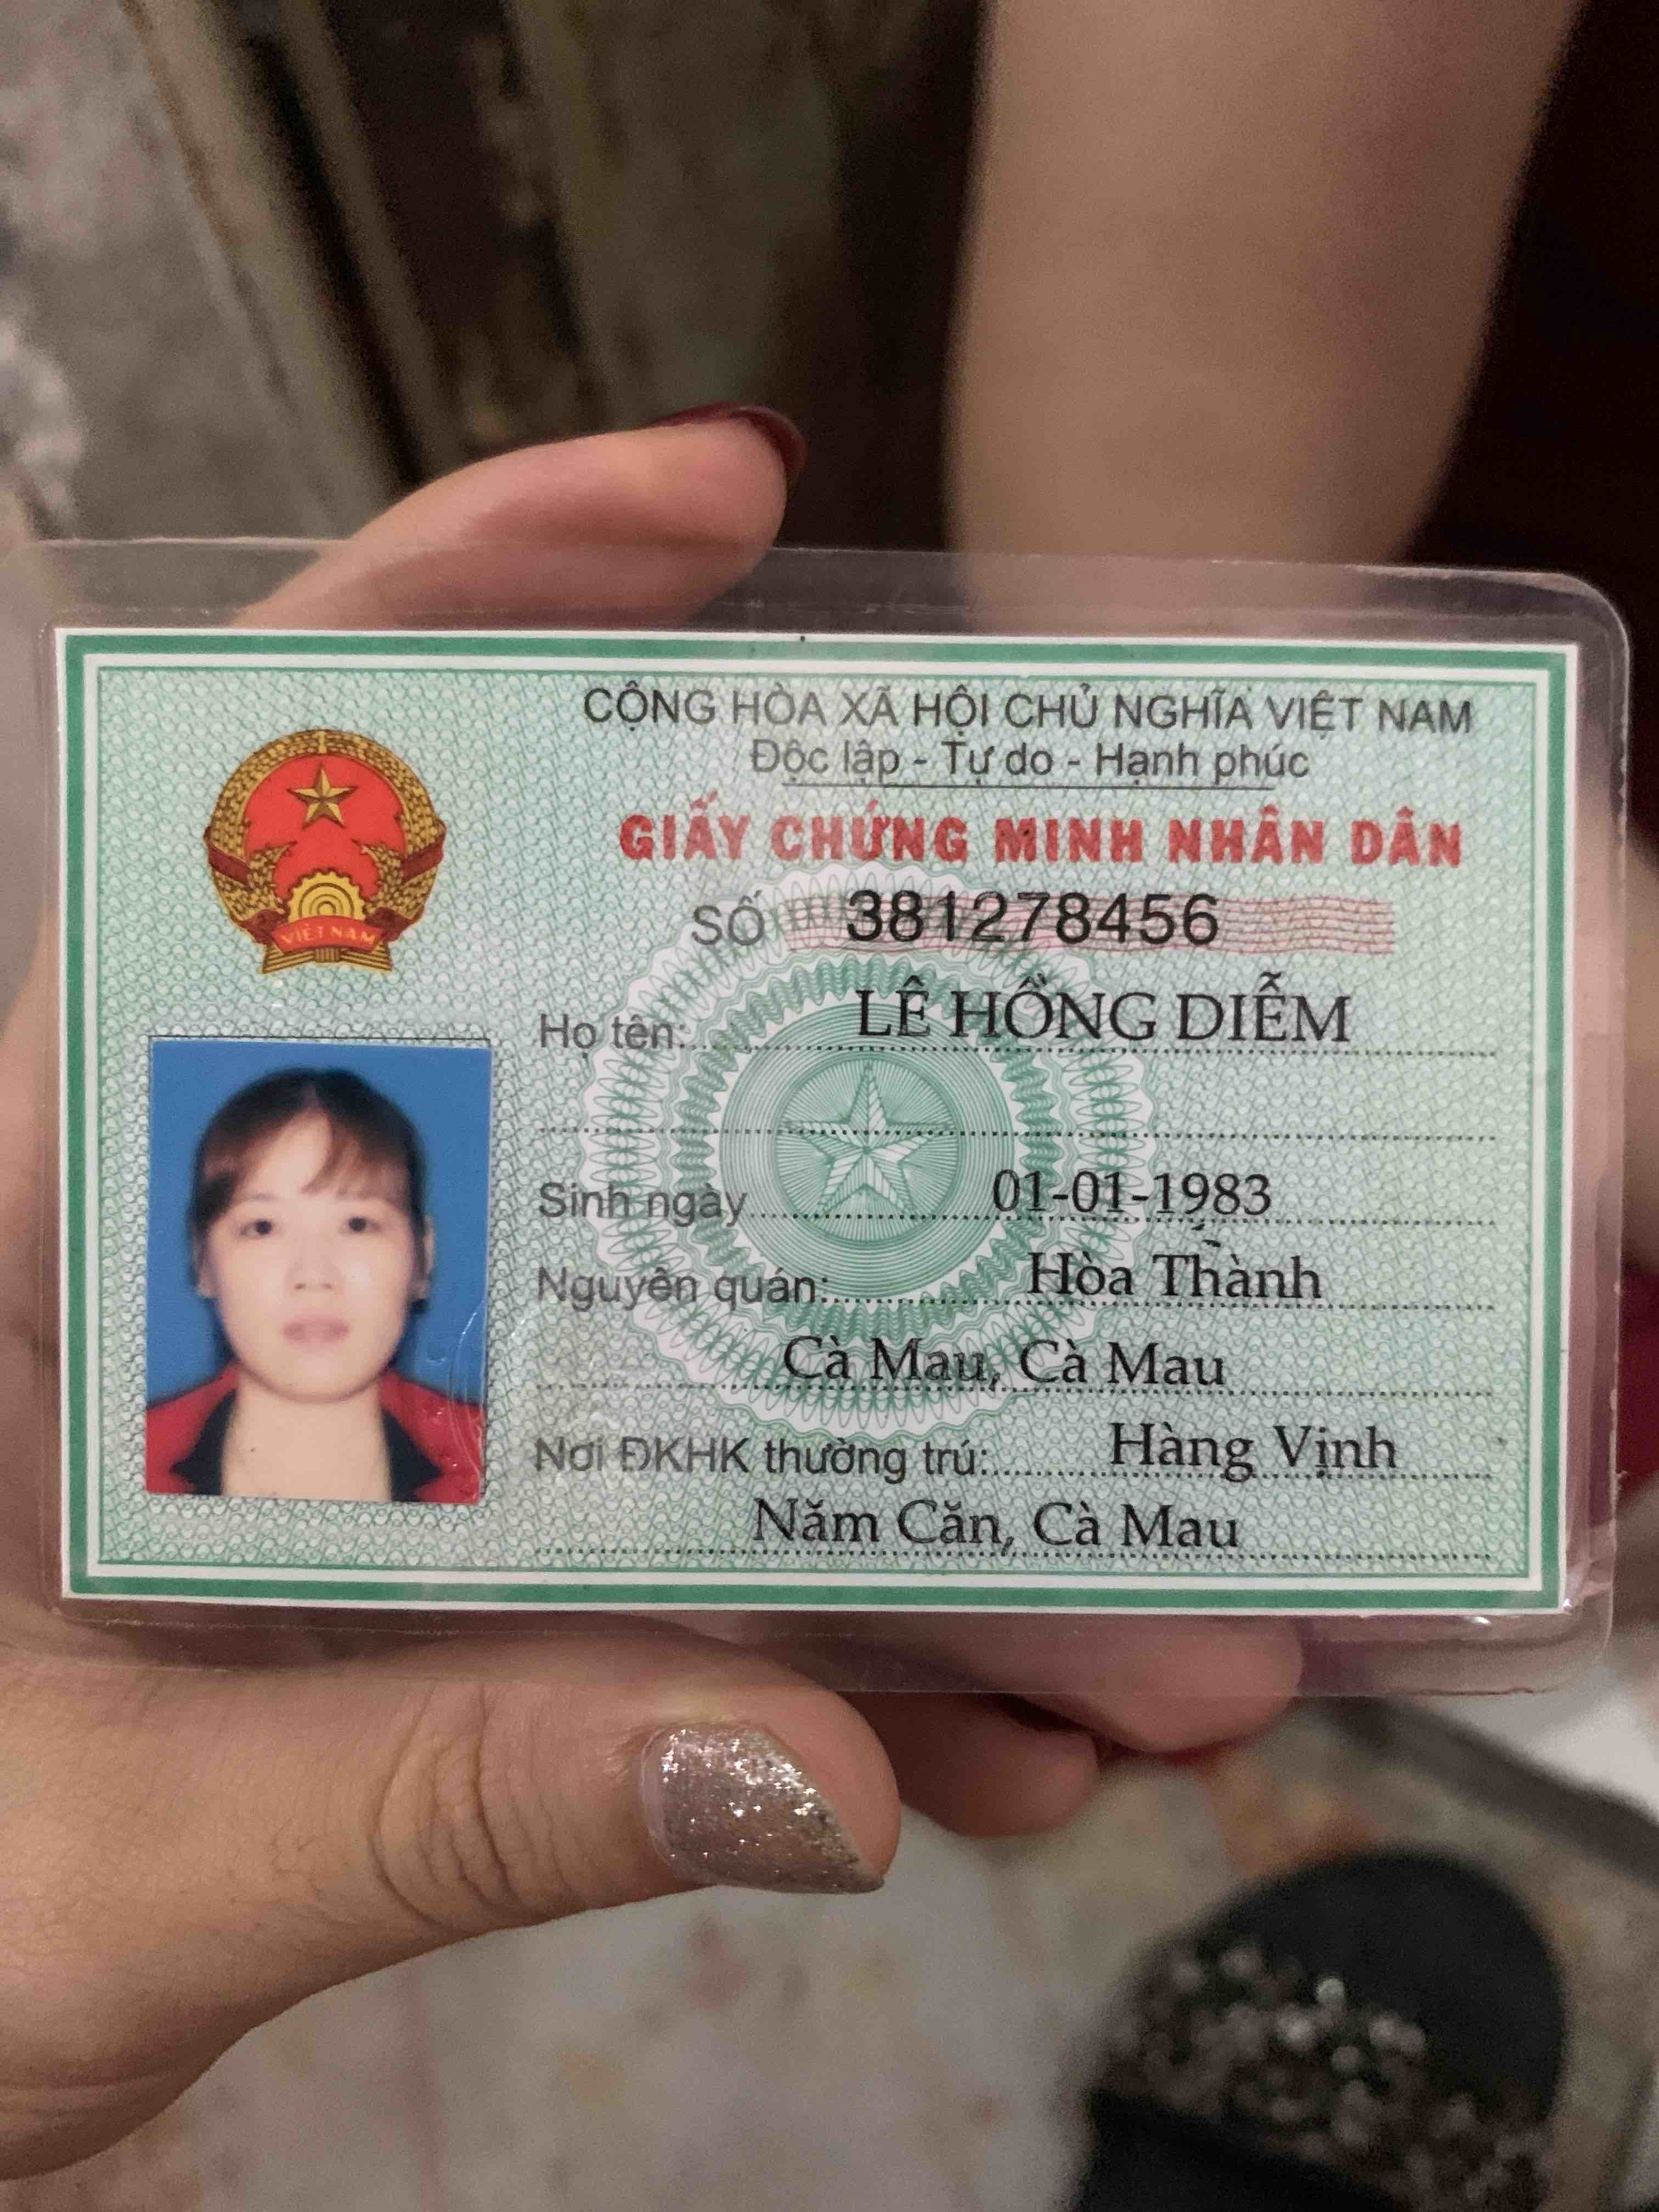 CỘNG HÒA XÃ HỘI CHỦ NGHĨA VIỆT NAM
Độc lập - Tự do - Hạnh phúc
GIẤY CHỨNG MINH NHÂN DÂN
SỐ 381278456
VIỆT NAM
Họ tên: LÊ HỒNG DIỄM
Sinh ngày 01-01-1983
Nguyên quán: Hòa Thành
Cà Mau, Cà Mau
Nơi ĐKHK thường trú: Hàng Vịnh
Năm Căn, Cà Mau